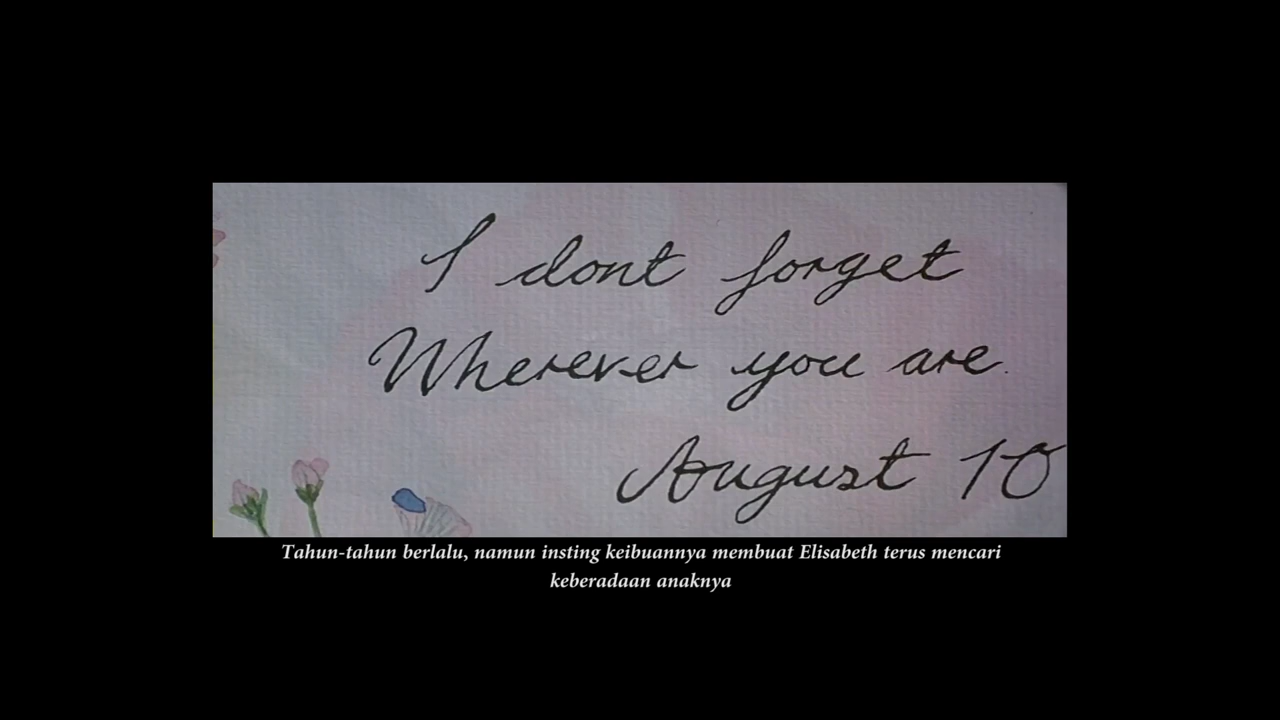 I dont forget
Wherever you are.
August 10
Tahun-tahun berlalu, namun insting keibuannya membuat Elisabeth terus mencari
keberadaan anaknya